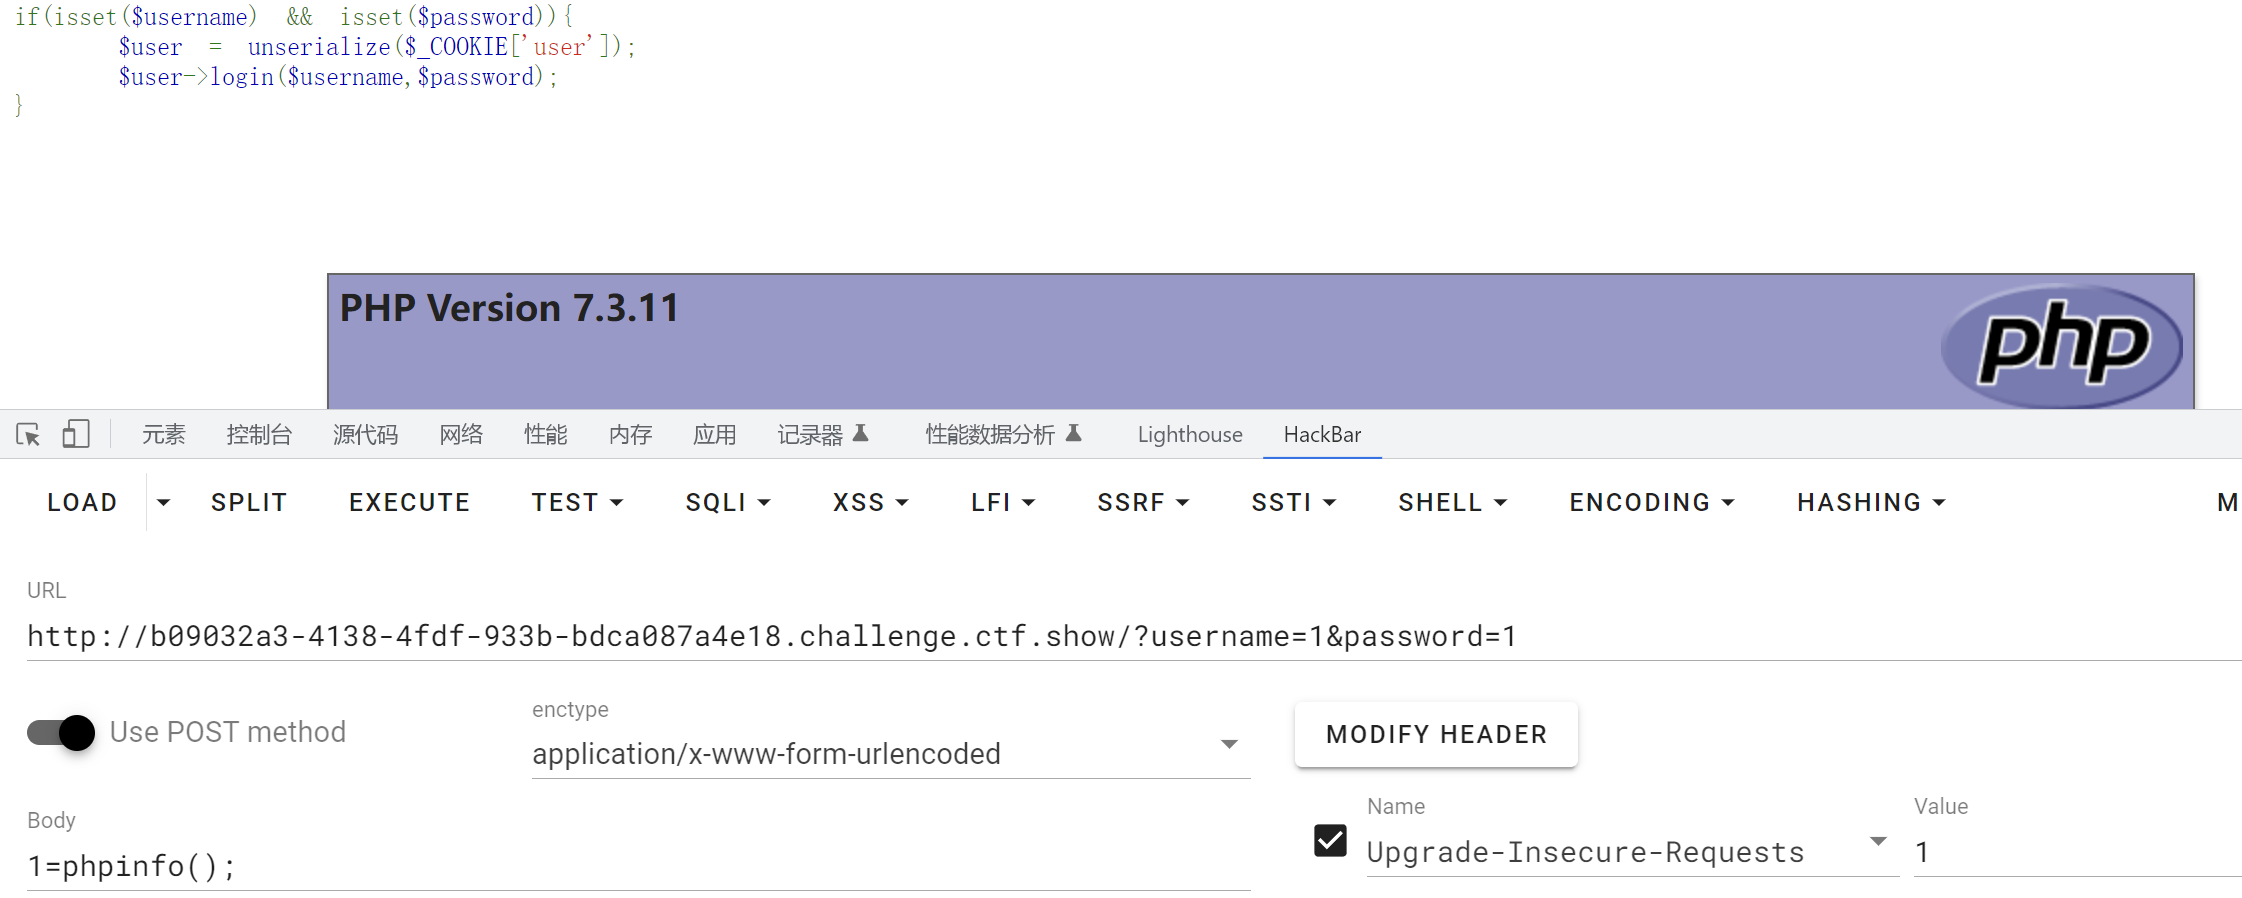 if(isset($username) && isset($password)){
$user = unserialize($_COOKIE['user']);
$user->login($username,$password);
}
PHP Version 7.3.11
php
元素 控制台 源代码 网络 性能 内存 应用 记录器 性能数据分析 Lighthouse HackBar
LOAD SPLIT EXECUTE TEST SQLI XSS LFI SSRF SSTI SHELL ENCODING HASHING M
URL
http://b09032a3-4138-4fdf-933b-bdca087a4e18.challenge.ctf.show/?username=1&password=1
Use POST method
enctype
application/x-www-form-urlencoded
MODIFY HEADER
Body
1=phpinfo();
Name
Upgrade-Insecure-Requests
Value
1